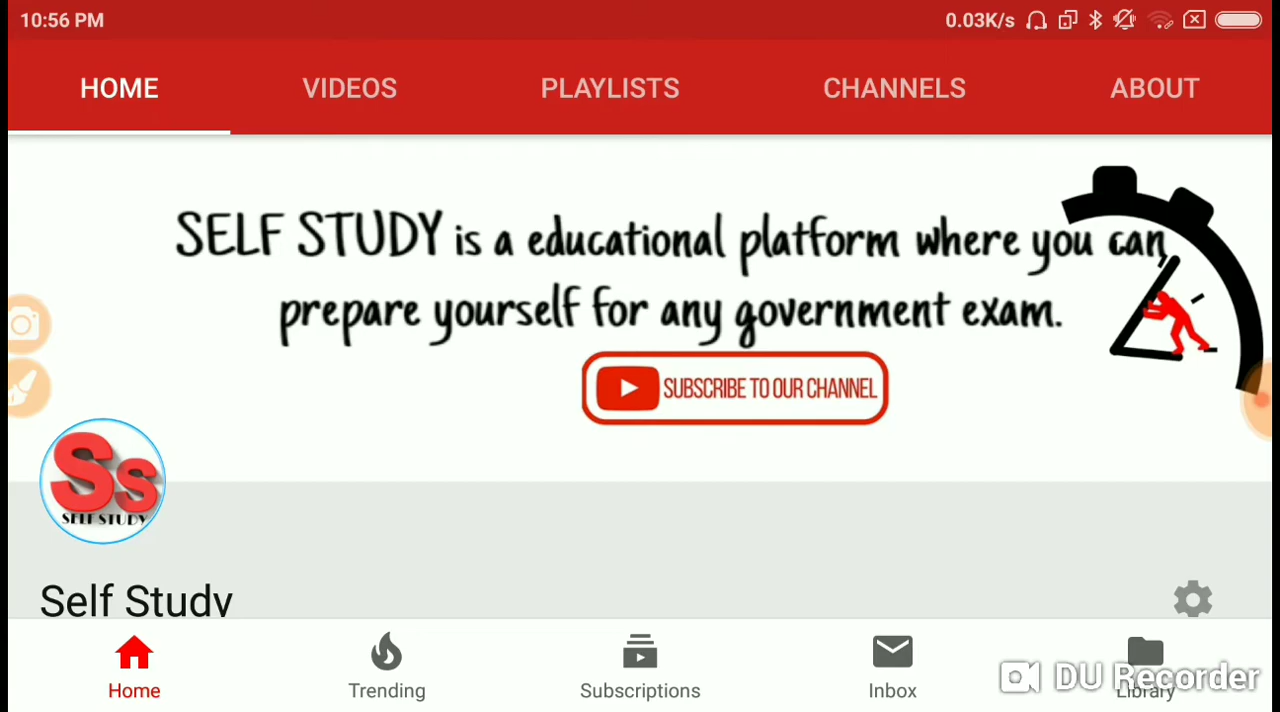 10:56 PM 0.03K/s
HOME VIDEOS PLAYLISTS CHANNELS ABOUT
SELF STUDY is a educational platform where you can
prepare yourself for any government exam.
SUBSCRIBE TO OUR CHANNEL
Ss
SELF STUDY
Self Study
Home Trending Subscriptions Inbox Library
DU Recorder